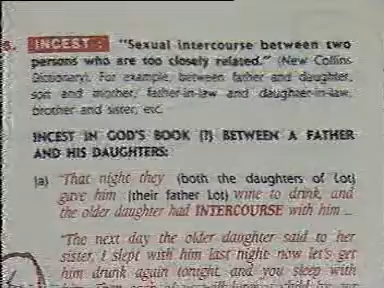 6. INCEST : "Sexual intercourse between two
persons who are too closely related." (New Collins
Dictionary). For example, between father and daughter,
son and mother, father-in-law and daughter-in-law,
brother and sister, etc.
INCEST IN GOD'S BOOK (?) BETWEEN A FATHER
AND HIS DAUGHTERS:
(a) "That night they (both the daughters of Lot)
gave him (their father Lot) wine to drink, and
the older daughter had INTERCOURSE with him ...
"The next day the older daughter said to her
sister, I slept with him last night now let's get
him drunk again tonight and you sleep with
him.